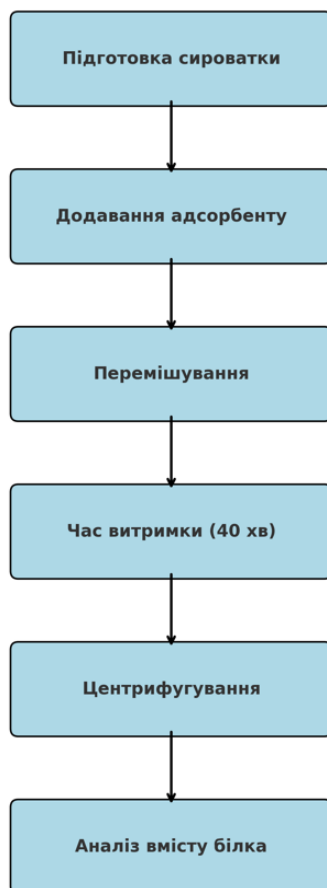 Підготовка сироватки
Додавання адсорбенту
Перемішування
Час витримки (40 хв)
Центрифугування
Аналіз вмісту білка